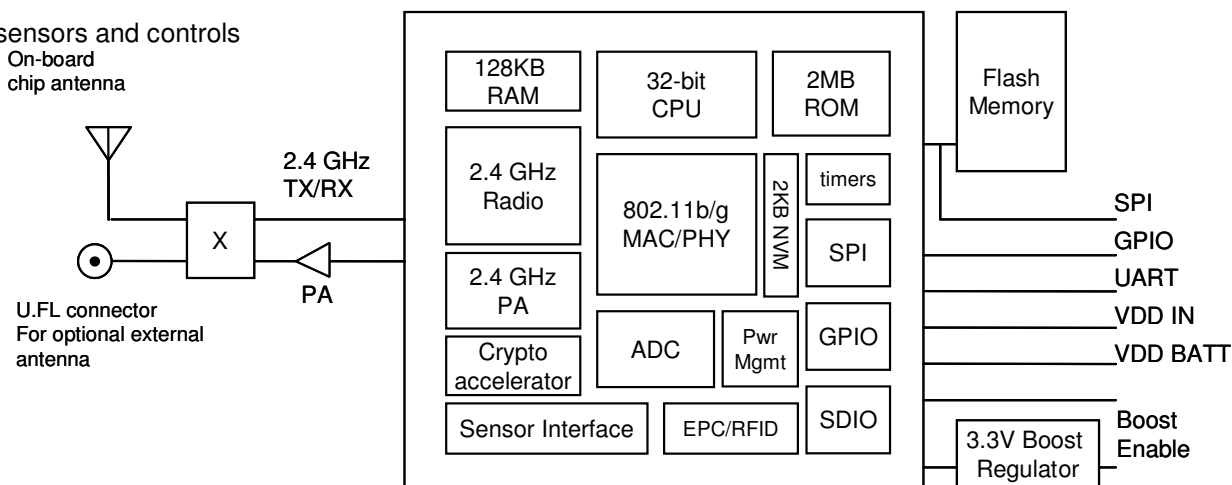 sensors and controls
On-board
chip antenna
2.4 GHz
TX/RX
X
PA
U.FL connector
For optional external
antenna
128KB
RAM
32-bit
CPU
2MB
ROM
2.4 GHz
Radio
802.11b/g
MAC/PHY
2KB NVM
timers
SPI
2.4 GHz
PA
ADC
Pwr
Mgmt
GPIO
Crypto
accelerator
Sensor Interface
EPC/RFID
SDIO
Flash
Memory
SPI
GPIO
UART
VDD IN
VDD BATT
Boost
Enable
3.3V Boost
Regulator